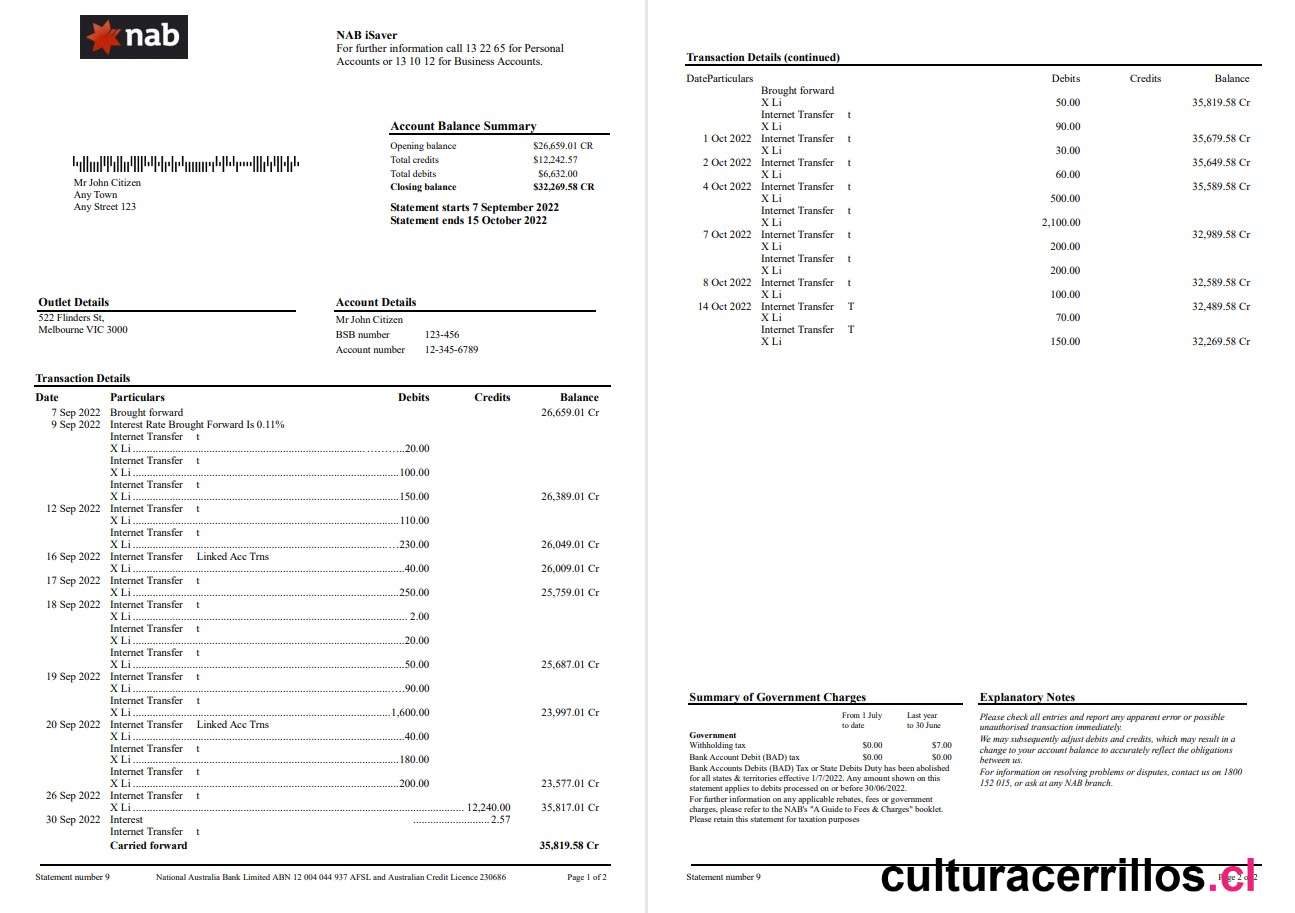 nab
NAB iSaver
For further information call 13 22 65 for Personal
Accounts or 13 10 12 for Business Accounts.
Account Balance Summary
Opening balance $26,659.01 CR
Total credits $12,242.57
Total debits $6,632.00
Closing balance $32,269.58 CR
Statement starts 7 September 2022
Statement ends 15 October 2022
Mr John Citizen
Any Town
Any Street 123
Outlet Details
522 Flinders St,
Melbourne VIC 3000
Account Details
Mr John Citizen
BSB number 123-456
Account number 12-345-6789
Transaction Details
Date Particulars Debits Credits Balance
7 Sep 2022 Brought forward 26,659.01 Cr
9 Sep 2022 Interest Rate Brought Forward Is 0.11%
Internet Transfer t
X Li 20.00
Internet Transfer t
X Li 100.00
Internet Transfer t
X Li 150.00 26,389.01 Cr
12 Sep 2022 Internet Transfer t
X Li 110.00
Internet Transfer t
X Li 230.00 26,049.01 Cr
16 Sep 2022 Internet Transfer Linked Acc Trns
X Li 40.00 26,009.01 Cr
17 Sep 2022 Internet Transfer t
X Li 250.00 25,759.01 Cr
18 Sep 2022 Internet Transfer t
X Li 2.00
Internet Transfer t
X Li 20.00
Internet Transfer t
X Li 50.00 25,687.01 Cr
19 Sep 2022 Internet Transfer t
X Li 90.00
Internet Transfer t
X Li 1,600.00 23,997.01 Cr
20 Sep 2022 Internet Transfer Linked Acc Trns
X Li 40.00
Internet Transfer t
X Li 180.00
Internet Transfer t
X Li 200.00 23,577.01 Cr
26 Sep 2022 Internet Transfer t
X Li 12,240.00 35,817.01 Cr
30 Sep 2022 Interest 2.57
Internet Transfer t
Carried forward 35,819.58 Cr
Statement number 9 National Australia Bank Limited ABN 12 004 044 937 AFSL and Australian Credit Licence 230686 Page 1 of 2
Transaction Details (continued)
DateParticulars Debits Credits Balance
Brought forward
X Li 50.00 35,819.58 Cr
Internet Transfer t
X Li 90.00
1 Oct 2022 Internet Transfer t 35,679.58 Cr
X Li 30.00
2 Oct 2022 Internet Transfer t 35,649.58 Cr
X Li 60.00
4 Oct 2022 Internet Transfer t 35,589.58 Cr
X Li 500.00
Internet Transfer t
X Li 2,100.00
7 Oct 2022 Internet Transfer t 32,989.58 Cr
X Li 200.00
Internet Transfer t
X Li 200.00
8 Oct 2022 Internet Transfer t 32,589.58 Cr
X Li 100.00
14 Oct 2022 Internet Transfer T 32,489.58 Cr
X Li 70.00
Internet Transfer T
X Li 150.00 32,269.58 Cr
Summary of Government Charges
From 1 July Last year
to date to 30 June
Government
Withholding tax $0.00 $7.00
Bank Account Debit (BAD) tax $0.00 $0.00
Bank Accounts Debits (BAD) Tax or State Debits Duty has been abolished
for all states & territories effective 1/7/2022. Any amount shown on this
statement applies to debits processed on or before 30/06/2022.
For further information on any applicable rebates, fees or government
charges, please refer to the NAB's "A Guide to Fees & Charges" booklet.
Please retain this statement for taxation purposes
Explanatory Notes
Please check all entries and report any apparent error or possible
unauthorised transaction immediately.
We may subsequently adjust debits and credits, which may result in a
change to your account balance to accurately reflect the obligations
between us.
For information on resolving problems or disputes, contact us on 1800
152 015, or ask at any NAB branch.
Statement number 9 Page 2 of 2
culturacerrillos.cl